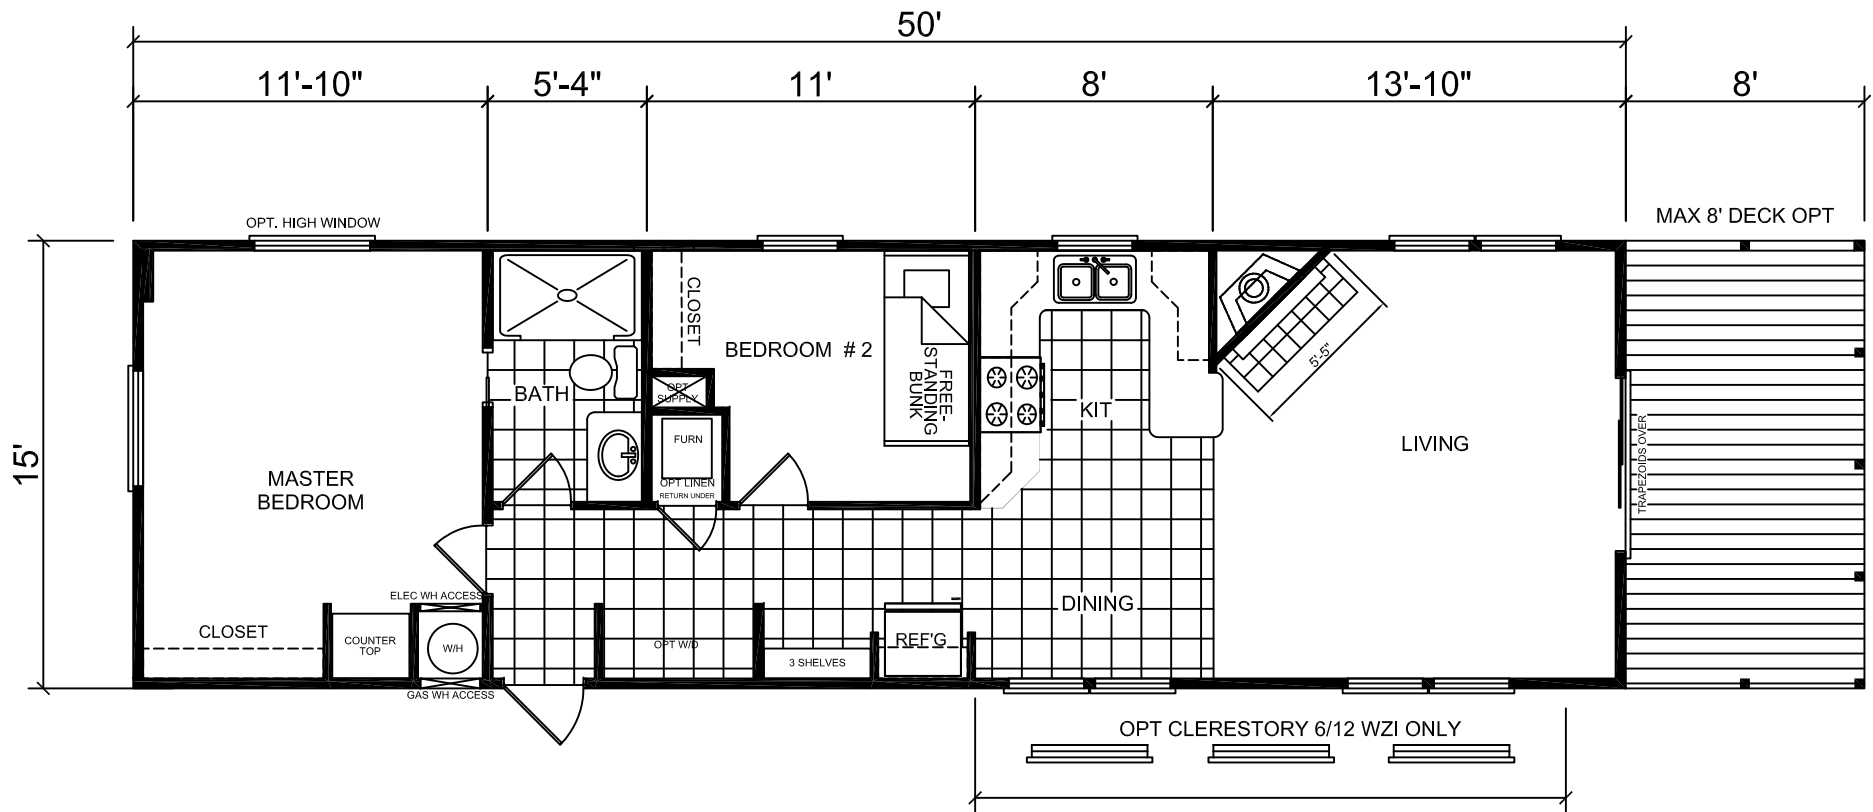 50'
11'-10"
5'-4"
11'
8'
13'-10"
8'
OPT. HIGH WINDOW
MAX 8' DECK OPT
15'
CLOSET
BEDROOM # 2
FREE-
STANDING
BUNK
5'-5"
BATH
OPT
SUPPLY
KIT
TRAPEZOIDS OVER
FURN
LIVING
MASTER
BEDROOM
OPT LINEN
RETURN UNDER
ELEC WH ACCESS
DINING
CLOSET
COUNTER
TOP
W/H
OPT W/D
REF'G
3 SHELVES
GAS WH ACCESS
OPT CLERESTORY 6/12 WZI ONLY